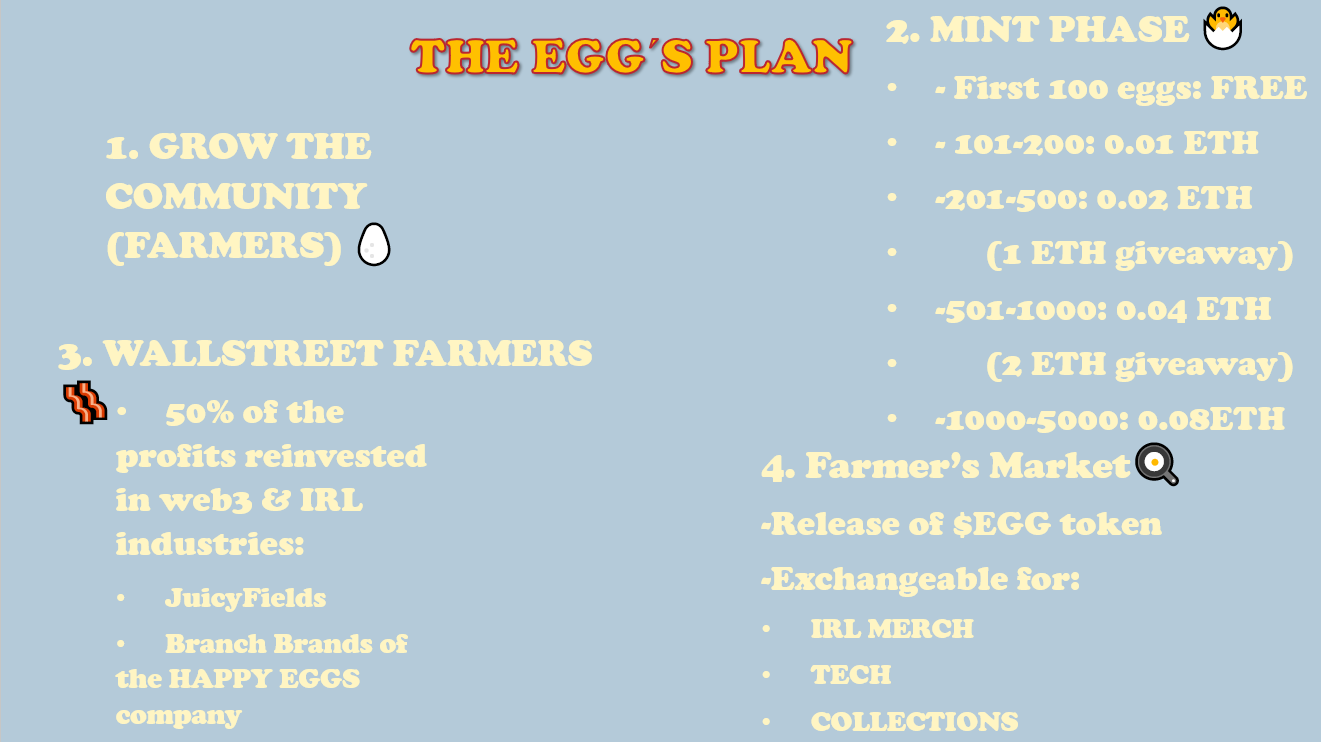 THE EGG´S PLAN
1. GROW THE
COMMUNITY
(FARMERS)
2. MINT PHASE
• - First 100 eggs: FREE
• - 101-200: 0.01 ETH
• -201-500: 0.02 ETH
• (1 ETH giveaway)
• -501-1000: 0.04 ETH
• (2 ETH giveaway)
• -1000-5000: 0.08ETH
3. WALLSTREET FARMERS
• 50% of the
profits reinvested
in web3 & IRL
industries:
• JuicyFields
• Branch Brands of
the HAPPY EGGS
company
4. Farmer’s Market
-Release of $EGG token
-Exchangeable for:
• IRL MERCH
• TECH
• COLLECTIONS